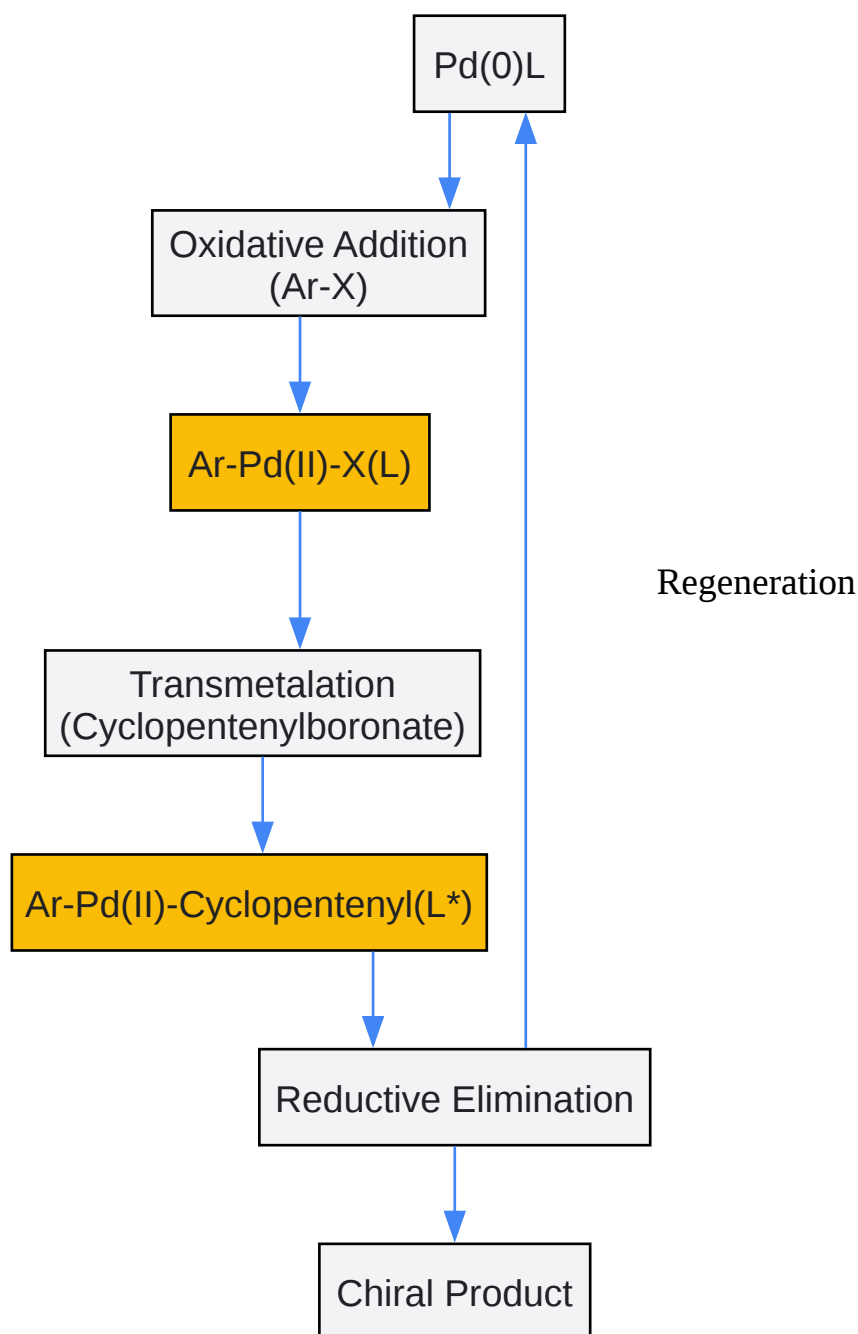 Pd(0)L
Oxidative Addition
(Ar-X)
Ar-Pd(II)-X(L)
Regeneration
Transmetalation
(Cyclopentenylboronate)
Ar-Pd(II)-Cyclopentenyl(L*)
Reductive Elimination
Chiral Product